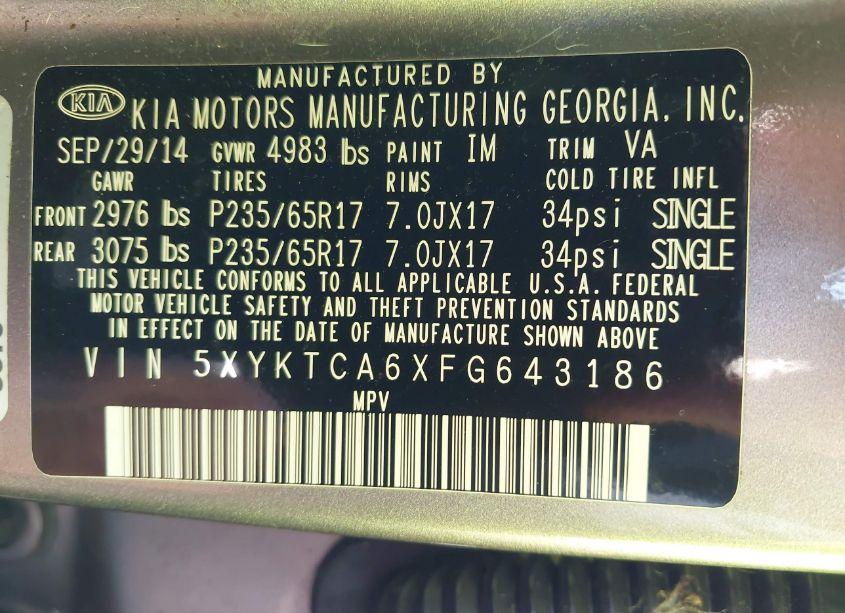 MANUFACTURED BY
KIA KIA MOTORS MANUFACTURING GEORGIA, INC.
SEP/29/14 GVWR 4983 lbs PAINT IM TRIM VA
GAWR TIRES RIMS COLD TIRE INFL
FRONT 2976 lbs P235/65R17 7.0JX17 34psi SINGLE
REAR 3075 lbs P235/65R17 7.0JX17 34psi SINGLE
THIS VEHICLE CONFORMS TO ALL APPLICABLE U.S.A. FEDERAL
MOTOR VEHICLE SAFETY AND THEFT PREVENTION STANDARDS
IN EFFECT ON THE DATE OF MANUFACTURE SHOWN ABOVE
VIN 5XYKTCA6XFG643186
MPV